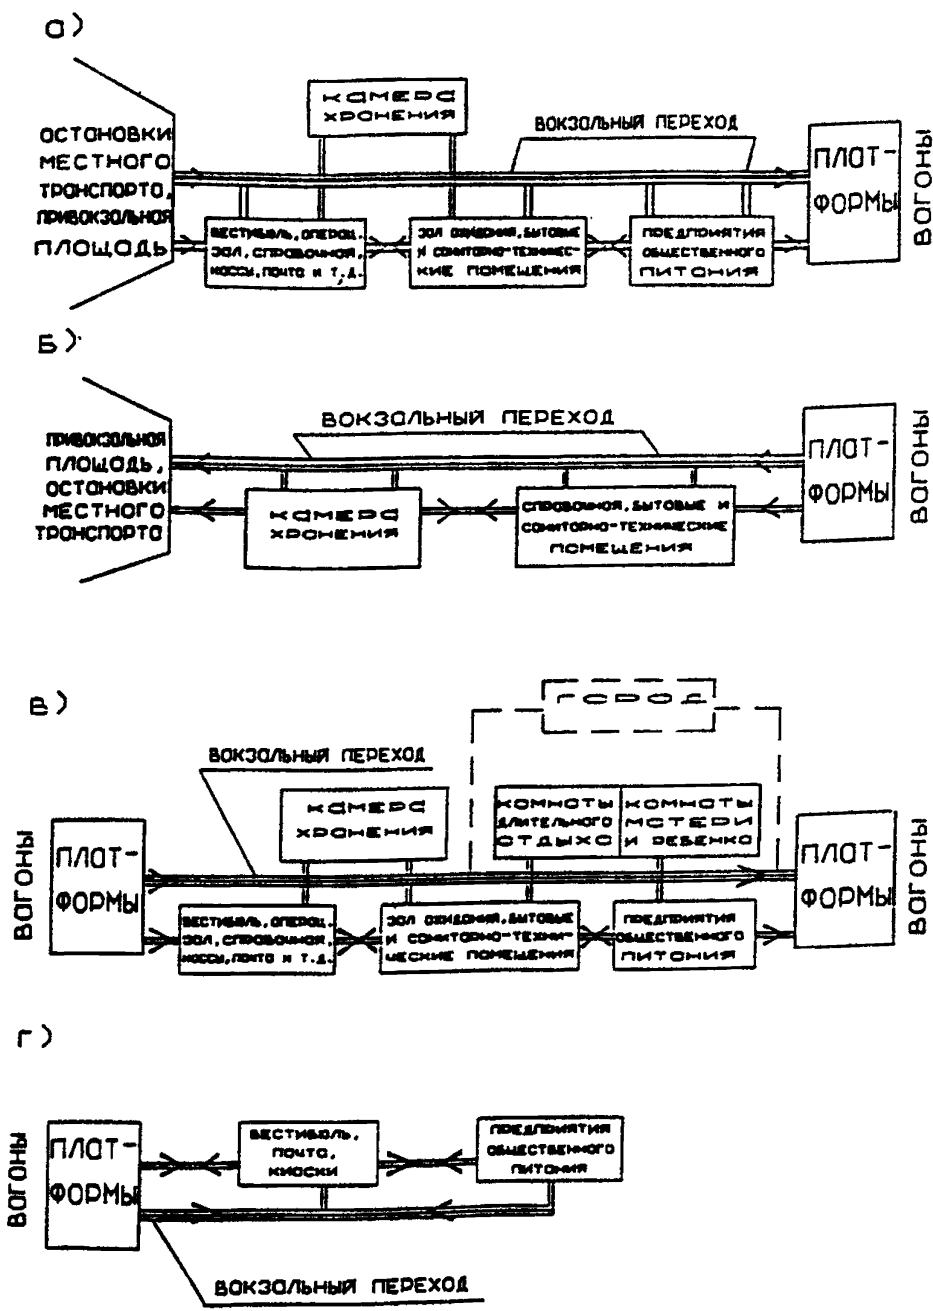 а)
КАМЕРА
ХРАНЕНИЯ
ВОКЗАЛЬНЫЙ ПЕРЕХОД
ОСТАНОВКИ
МЕСТНОГО
ТРАНСПОРТА,
ПРИВОКЗАЛЬНАЯ
ПЛОЩАДЬ
ВЕСТИБЮЛЬ, ОПЕРАЦ.
ЗАЛ, СПРАВОЧНАЯ,
КАССЫ, ПОЧТА И Т.Д.
ЗАЛ ОЖИДАНИЯ, БЫТОВЫЕ
И САНИТАРНО-ТЕХНИЧЕС-
КИЕ ПОМЕЩЕНИЯ
ПРЕДПРИЯТИЯ
ОБЩЕСТВЕННОГО
ПИТАНИЯ
ПЛАТ-
ФОРМЫ
ВАГОНЫ
Б)
ВОКЗАЛЬНЫЙ ПЕРЕХОД
ПРИВОКЗАЛЬНАЯ
ПЛОЩАДЬ,
ОСТАНОВКИ
МЕСТНОГО
ТРАНСПОРТА
КАМЕРА
ХРАНЕНИЯ
СПРАВОЧНАЯ, БЫТОВЫЕ И
САНИТАРНО-ТЕХНИЧЕСКИЕ
ПОМЕЩЕНИЯ
ПЛАТ-
ФОРМЫ
ВАГОНЫ
В)
ГОРОД
ВОКЗАЛЬНЫЙ ПЕРЕХОД
КАМЕРА
ХРАНЕНИЯ
КОМНАТЫ
ДЛИТЕЛЬНОГО
ОТДЫХА
КОМНАТЫ
МАТЕРИ
И РЕБЕНКА
ВАГОНЫ
ПЛАТ-
ФОРМЫ
ВЕСТИБЮЛЬ, ОПЕРАЦ.
ЗАЛ, СПРАВОЧНАЯ,
КАССЫ, ПОЧТА И Т.Д.
ЗАЛ ОЖИДАНИЯ, БЫТОВЫЕ
И САНИТАРНО-ТЕХНИ-
ЧЕСКИЕ ПОМЕЩЕНИЯ
ПРЕДПРИЯТИЯ
ОБЩЕСТВЕННОГО
ПИТАНИЯ
ПЛАТ-
ФОРМЫ
ВАГОНЫ
Г)
ВАГОНЫ
ПЛАТ-
ФОРМЫ
ВЕСТИБЮЛЬ,
ПОЧТА,
КИОСКИ
ПРЕДПРИЯТИЯ
ОБЩЕСТВЕННОГО
ПИТАНИЯ
ВОКЗАЛЬНЫЙ ПЕРЕХОД